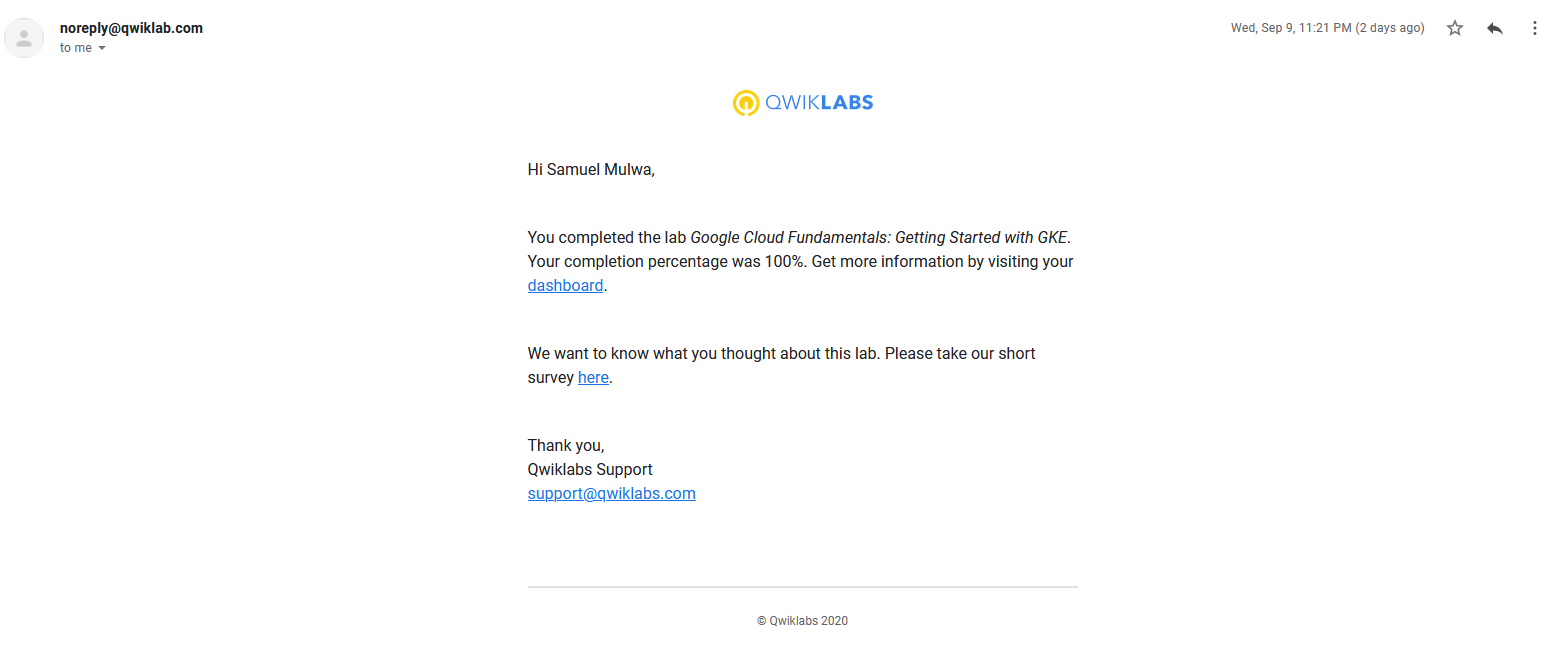 noreply@qwiklab.com
Wed, Sep 9, 11:21 PM (2 days ago)
to me
QWIKLABS
Hi Samuel Mulwa,
You completed the lab Google Cloud Fundamentals: Getting Started with GKE.
Your completion percentage was 100%. Get more information by visiting your
dashboard.
We want to know what you thought about this lab. Please take our short
survey here.
Thank you,
Qwiklabs Support
support@qwiklabs.com
© Qwiklabs 2020